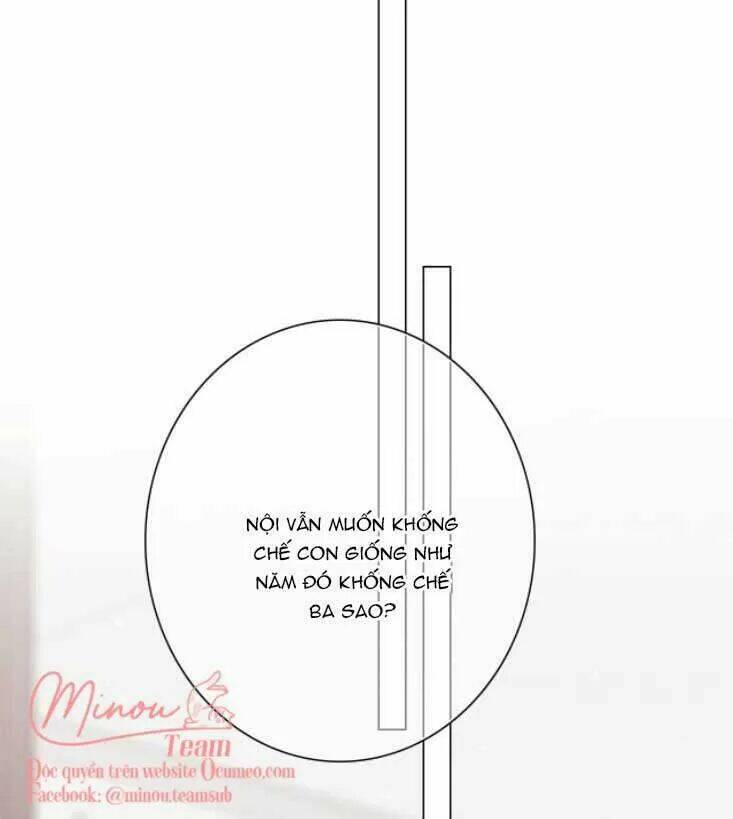 NỘI VẪN MUỐN KHỐNG
CHẾ CON GIỐNG NHƯ
NĂM ĐÓ KHỐNG CHẾ
BA SAO?
Minou
Team
Độc quyền trên website Ocumeo.com
Facebook: @minou.teamsub